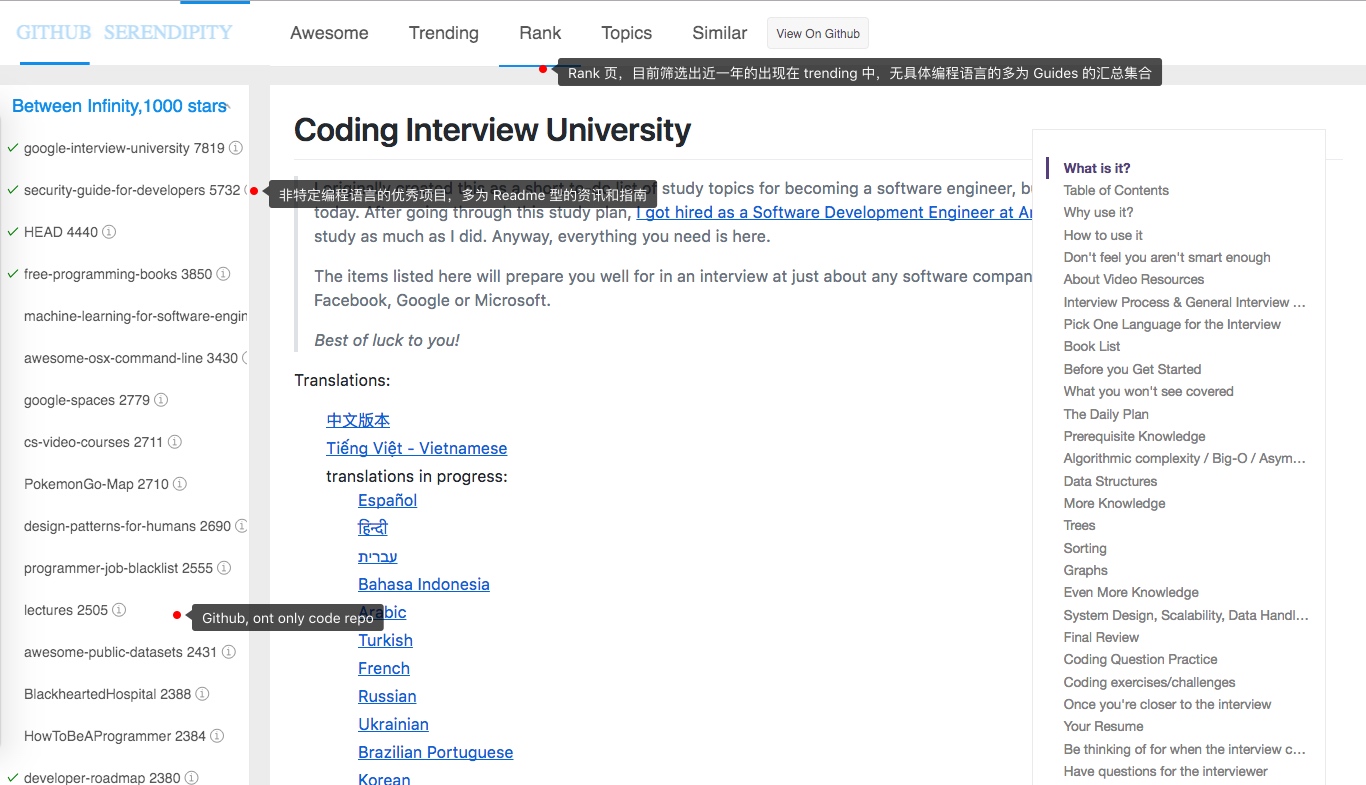 GITHUB SERENDIPITY
Awesome
Trending
Rank
Topics
Similar
View On Github
Rank 页，目前筛选出近一年的出现在 trending 中，无具体编程语言的多为 Guides 的汇总集合
Between Infinity,1000 stars
google-interview-university 7819
security-guide-for-developers 5732
非特定编程语言的优秀项目，多为 Readme 型的资讯和指南
HEAD 4440
free-programming-books 3850
machine-learning-for-software-engin
awesome-osx-command-line 3430
google-spaces 2779
cs-video-courses 2711
PokemonGo-Map 2710
design-patterns-for-humans 2690
programmer-job-blacklist 2555
lectures 2505
Github, ont only code repo
awesome-public-datasets 2431
BlackheartedHospital 2388
HowToBeAProgrammer 2384
developer-roadmap 2380
Coding Interview University
I originally created this as a short to-do list of study topics for becoming a software engineer, bu
today. After going through this study plan, I got hired as a Software Development Engineer at Am
study as much as I did. Anyway, everything you need is here.
The items listed here will prepare you well for in an interview at just about any software compan
Facebook, Google or Microsoft.
Best of luck to you!
Translations:
中文版本
Tiếng Việt - Vietnamese
translations in progress:
Español
हिन्दी
עברית
Bahasa Indonesia
Arabic
Turkish
French
Russian
Ukrainian
Brazilian Portuguese
Korean
What is it?
Table of Contents
Why use it?
How to use it
Don't feel you aren't smart enough
About Video Resources
Interview Process & General Interview ...
Pick One Language for the Interview
Book List
Before you Get Started
What you won't see covered
The Daily Plan
Prerequisite Knowledge
Algorithmic complexity / Big-O / Asym...
Data Structures
More Knowledge
Trees
Sorting
Graphs
Even More Knowledge
System Design, Scalability, Data Handl...
Final Review
Coding Question Practice
Coding exercises/challenges
Once you're closer to the interview
Your Resume
Be thinking of for when the interview c...
Have questions for the interviewer